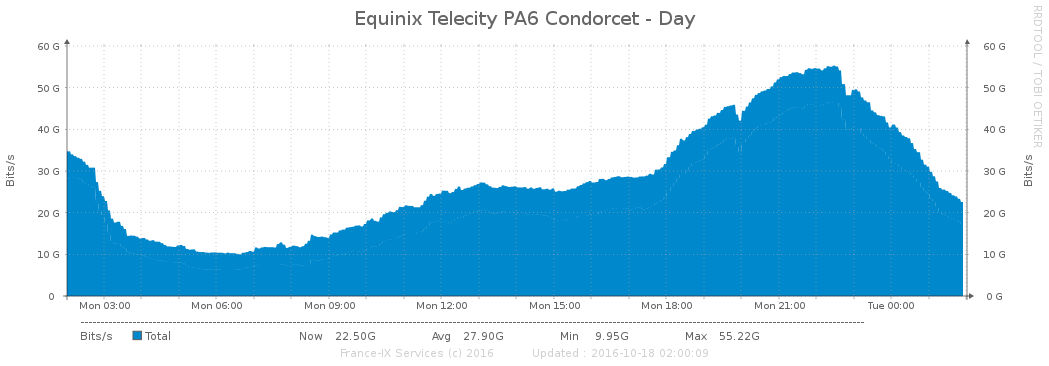 Equinix Telecity PA6 Condorcet - Day
RRDTOOL / TOBI OETIKER
Bits/s
60 G 60 G
50 G 50 G
40 G 40 G
30 G 30 G
20 G 20 G
10 G 10 G
0 0 G
Bits/s
Mon 03:00 Mon 06:00 Mon 09:00 Mon 12:00 Mon 15:00 Mon 18:00 Mon 21:00 Tue 00:00
Bits/s Total Now 22.50G Avg 27.90G Min 9.95G Max 55.22G
France-IX Services (c) 2016 Updated : 2016-10-18 02:00:09